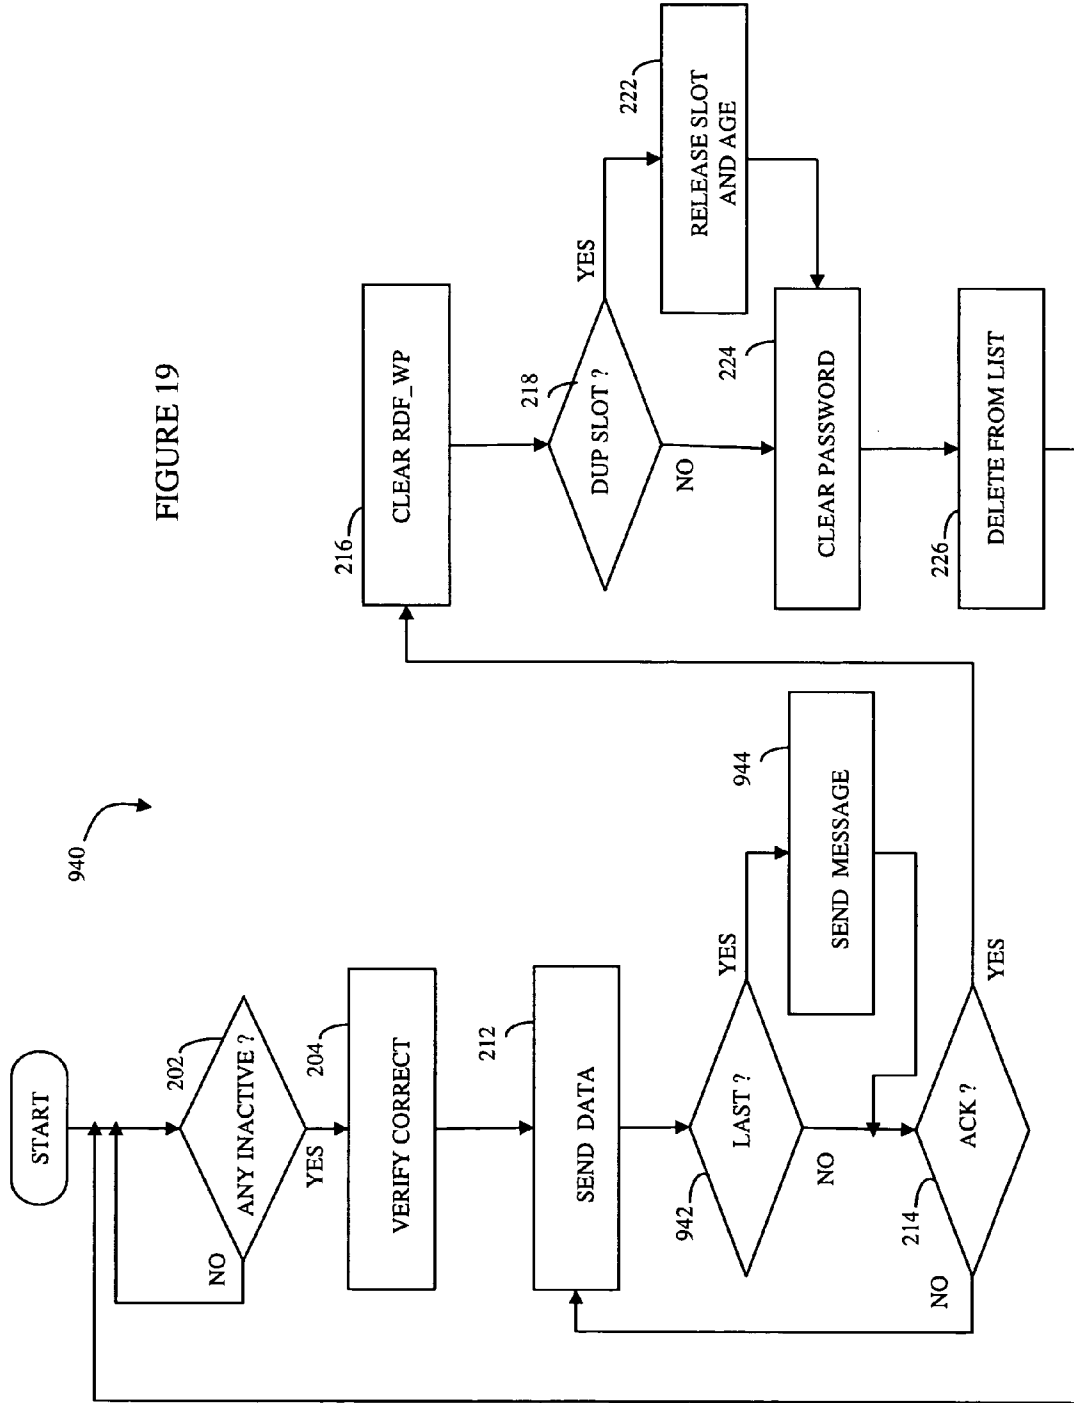 FIGURE 19
940
START
202
ANY INACTIVE ?
NO
YES
204
VERIFY CORRECT
212
SEND DATA
942
LAST ?
YES
NO
944
SEND MESSAGE
214
ACK ?
NO
YES
216
CLEAR RDF_WP
218
DUP SLOT ?
YES
NO
222
RELEASE SLOT
AND AGE
224
CLEAR PASSWORD
226
DELETE FROM LIST